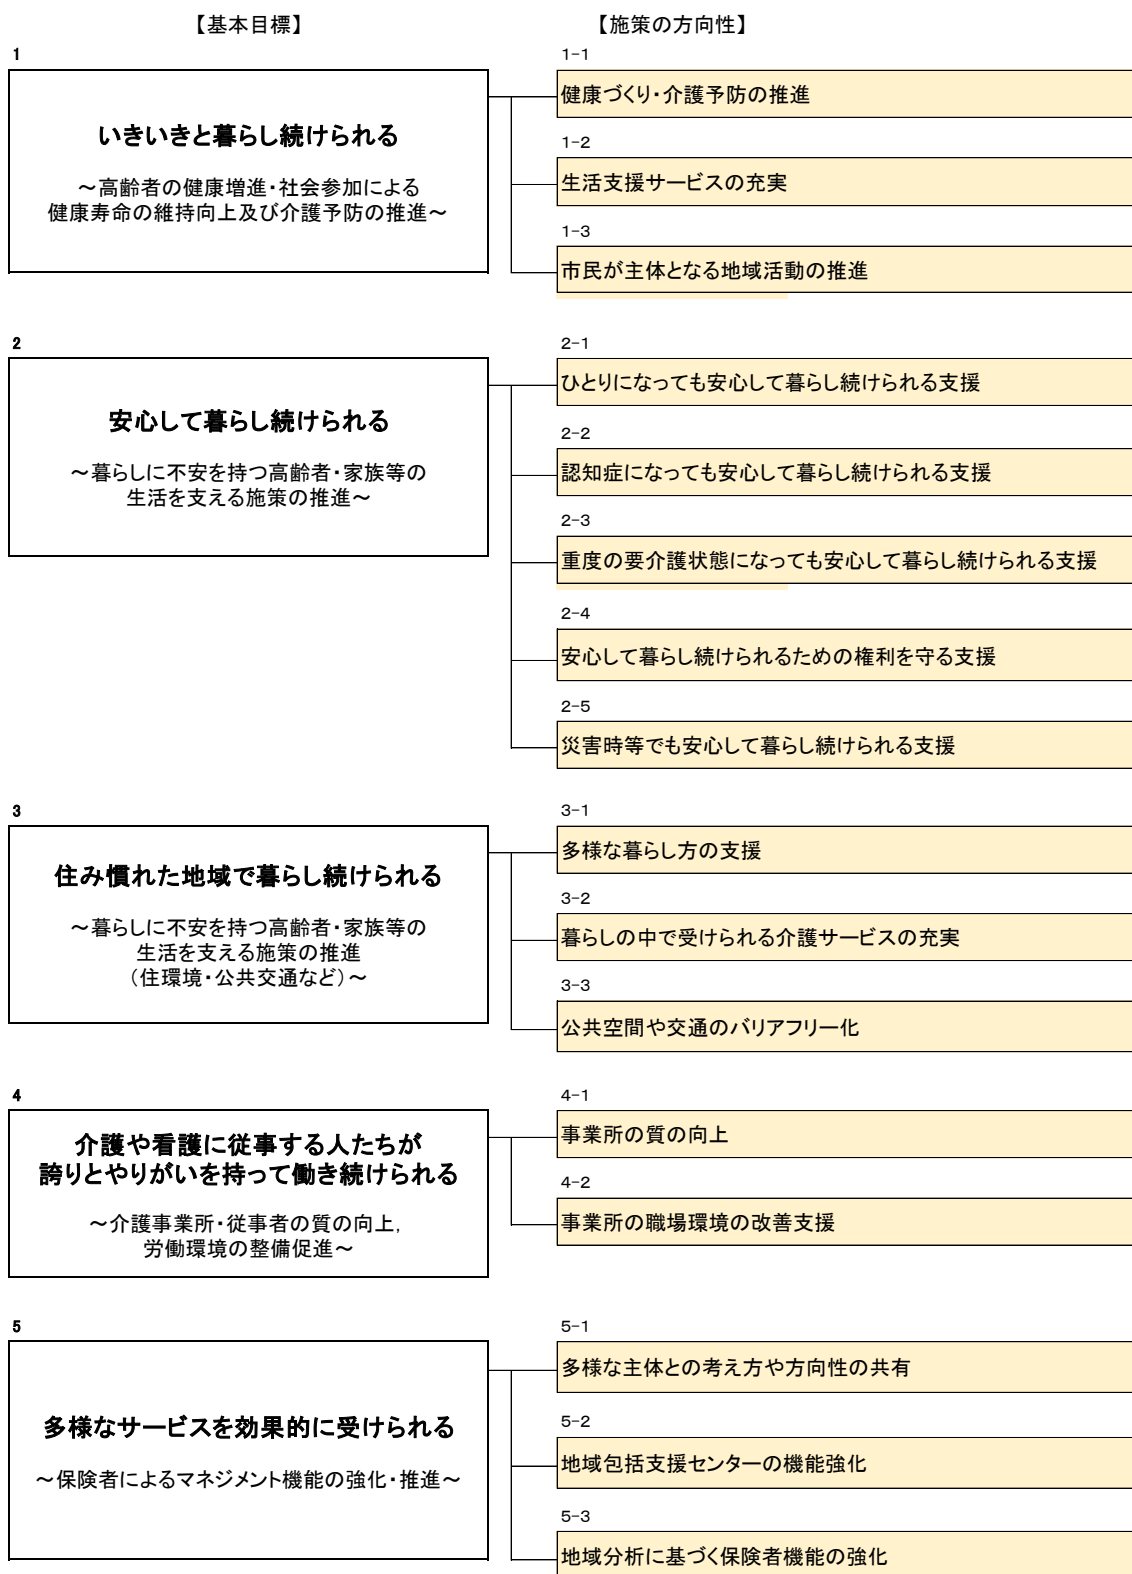 【基本目標】
【施策の方向性】
1
いきいきと暮らし続けられる
～高齢者の健康増進・社会参加による
健康寿命の維持向上及び介護予防の推進～
1-1
健康づくり・介護予防の推進
1-2
生活支援サービスの充実
1-3
市民が主体となる地域活動の推進
2
安心して暮らし続けられる
～暮らしに不安を持つ高齢者・家族等の
生活を支える施策の推進～
2-1
ひとりになっても安心して暮らし続けられる支援
2-2
認知症になっても安心して暮らし続けられる支援
2-3
重度の要介護状態になっても安心して暮らし続けられる支援
2-4
安心して暮らし続けられるための権利を守る支援
2-5
災害時等でも安心して暮らし続けられる支援
3
住み慣れた地域で暮らし続けられる
～暮らしに不安を持つ高齢者・家族等の
生活を支える施策の推進
（住環境・公共交通など）～
3-1
多様な暮らし方の支援
3-2
暮らしの中で受けられる介護サービスの充実
3-3
公共空間や交通のバリアフリー化
4
介護や看護に従事する人たちが
誇りとやりがいを持って働き続けられる
～介護事業所・従事者の質の向上，
労働環境の整備促進～
4-1
事業所の質の向上
4-2
事業所の職場環境の改善支援
5
多様なサービスを効果的に受けられる
～保険者によるマネジメント機能の強化・推進～
5-1
多様な主体との考え方や方向性の共有
5-2
地域包括支援センターの機能強化
5-3
地域分析に基づく保険者機能の強化